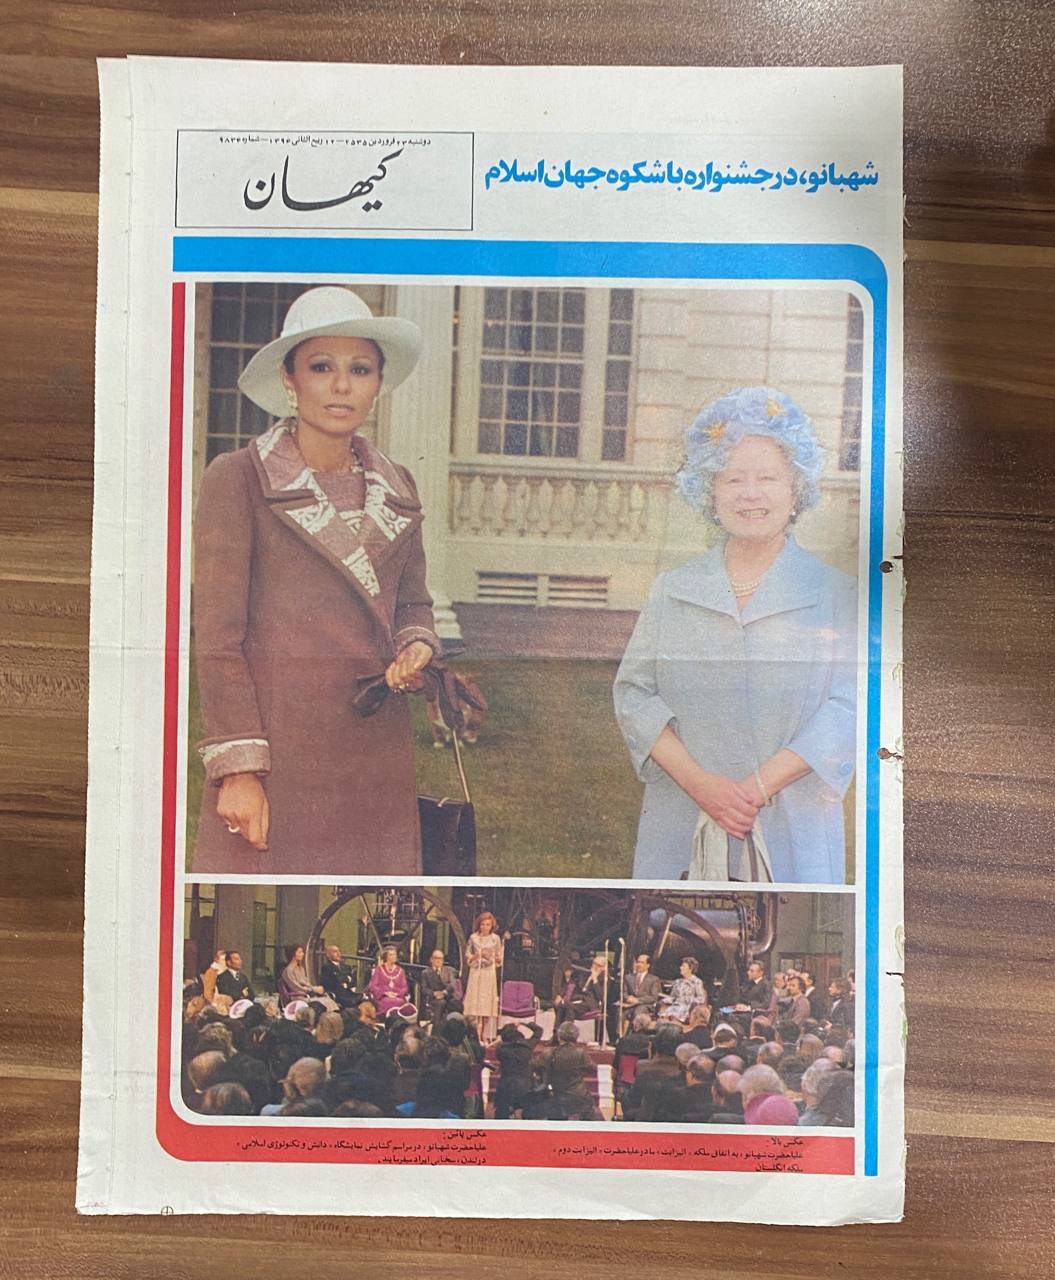 شهبانو، در جشنواره باشکوه جهان اسلام
دوشنبه ۲۳ فروردین ۲۵۳۵ — ۱۲ ربیع الثانی ۱۳۹۶ — شماره ۹۸۳۴
کیهان
عکس بالا:
علیاحضرت شهبانو، به اتفاق ملکه «الیزابت» مادر علیاحضرت «الیزابت دوم»
ملکه انگلستان
عکس پائین:
علیاحضرت شهبانو، در مراسم گشایش نمایشگاه «دانش و تکنولوژی اسلامی»
در لندن، سخنانی ایراد میفرمایند.